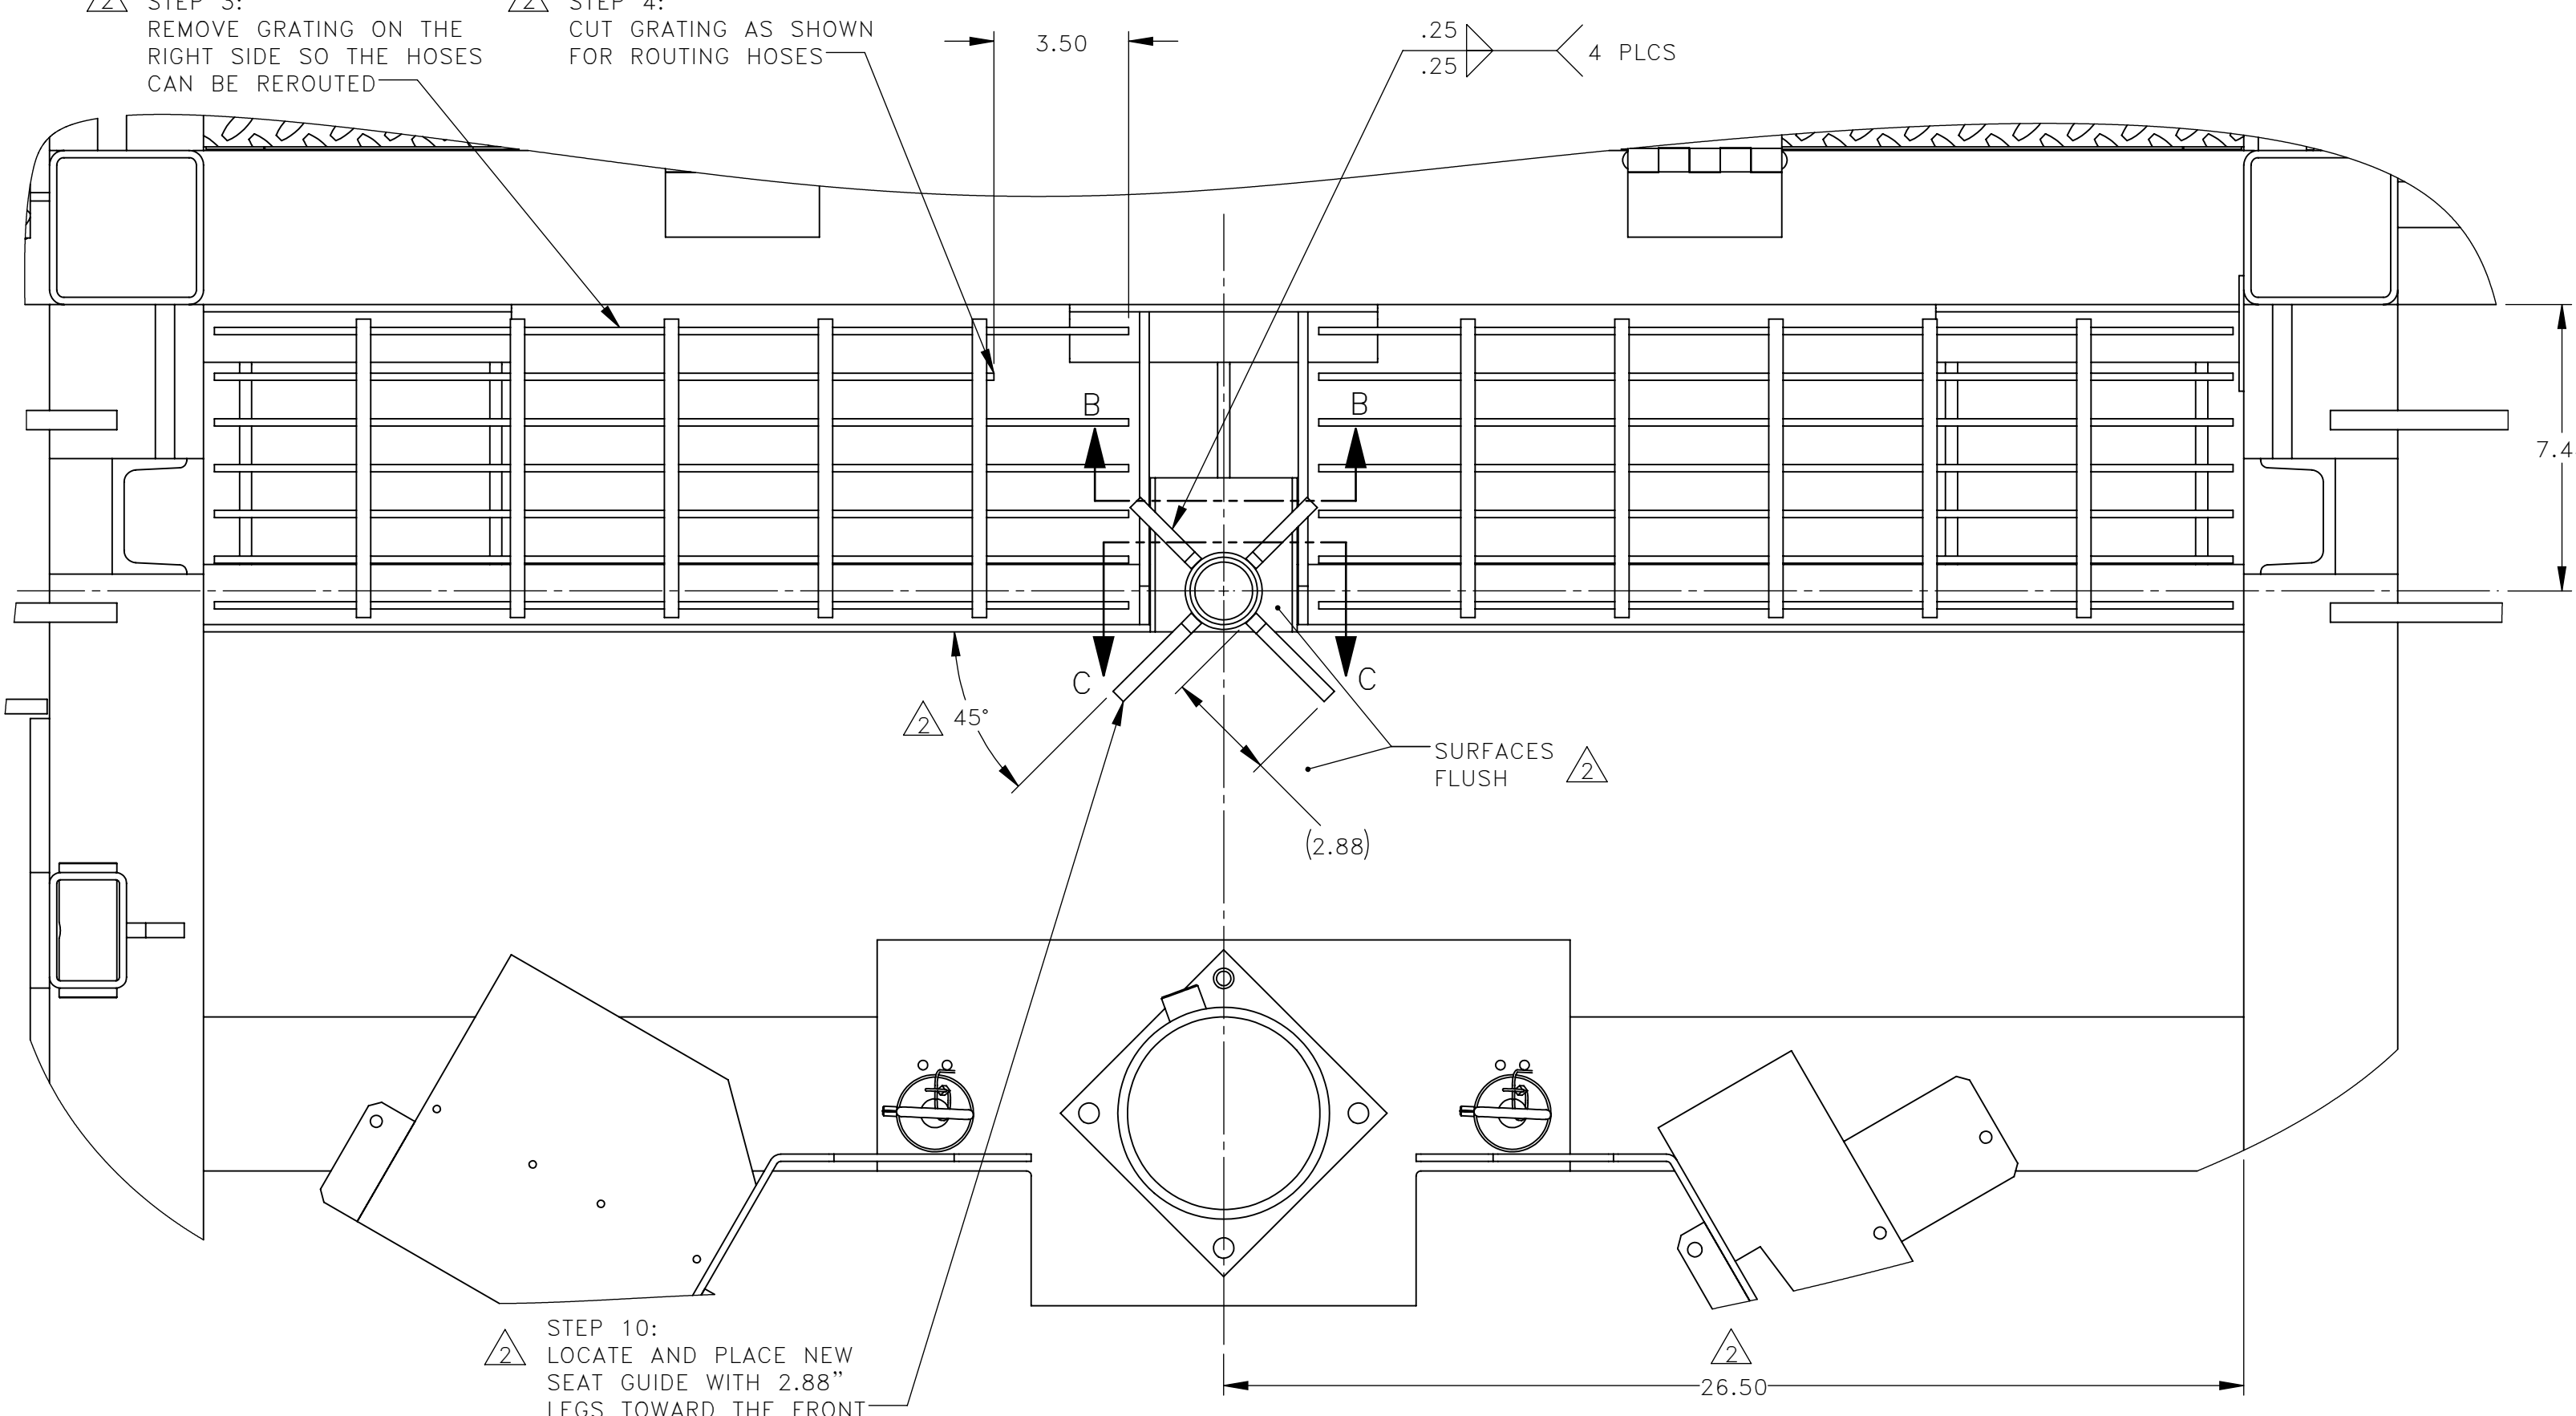 2 STEP 3:
REMOVE GRATING ON THE
RIGHT SIDE SO THE HOSES
CAN BE REROUTED
2 STEP 4:
CUT GRATING AS SHOWN
FOR ROUTING HOSES
3.50
.25
.25
4 PLCS
B
B
7.4
C
C
2 45°
SURFACES
FLUSH 2
(2.88)
STEP 10:
2 LOCATE AND PLACE NEW
SEAT GUIDE WITH 2.88”
LEGS TOWARD THE FRONT
2
26.50